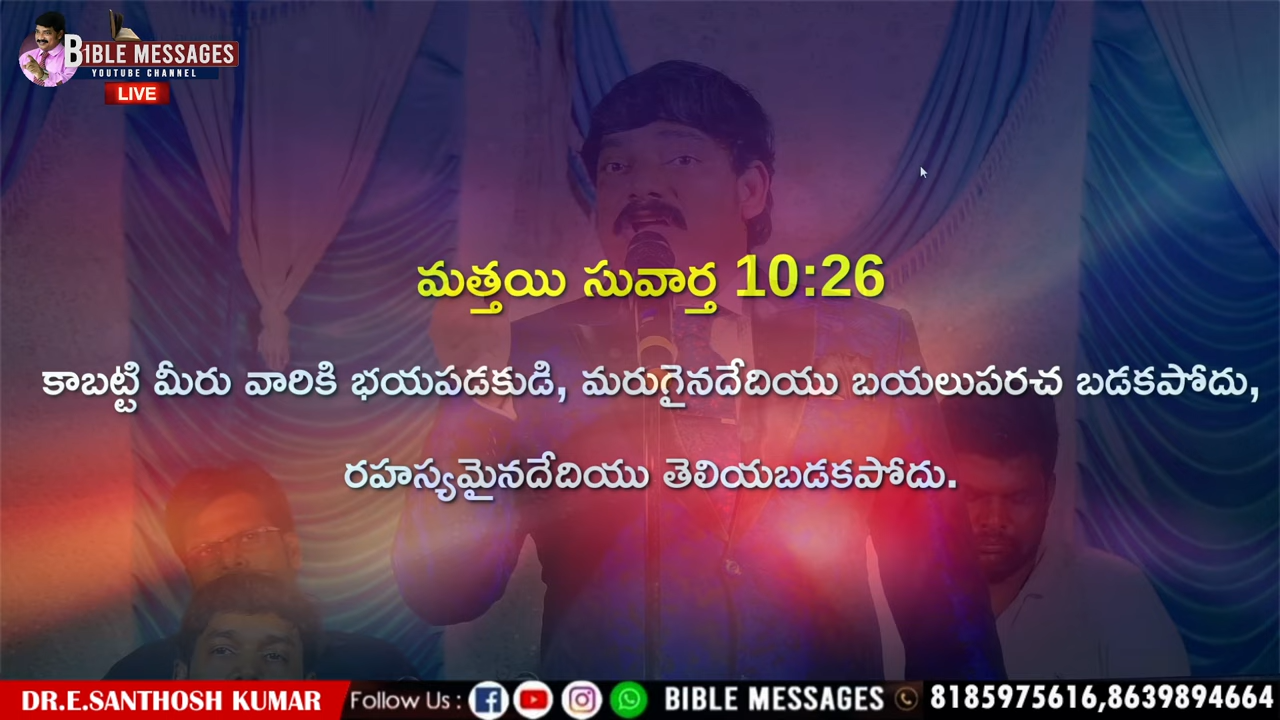 BIBLE MESSAGES
YOUTUBE CHANNEL
LIVE
మత్తయి సువార్త 10:26
కాబట్టి మీరు వారికి భయపడకుడి, మరుగైనదేదియు బయలుపరచ బడకపోదు,
రహస్యమైనదేదియు తెలియబడకపోదు.
DR.E.SANTHOSH KUMAR Follow Us : BIBLE MESSAGES 8185975616,8639894664